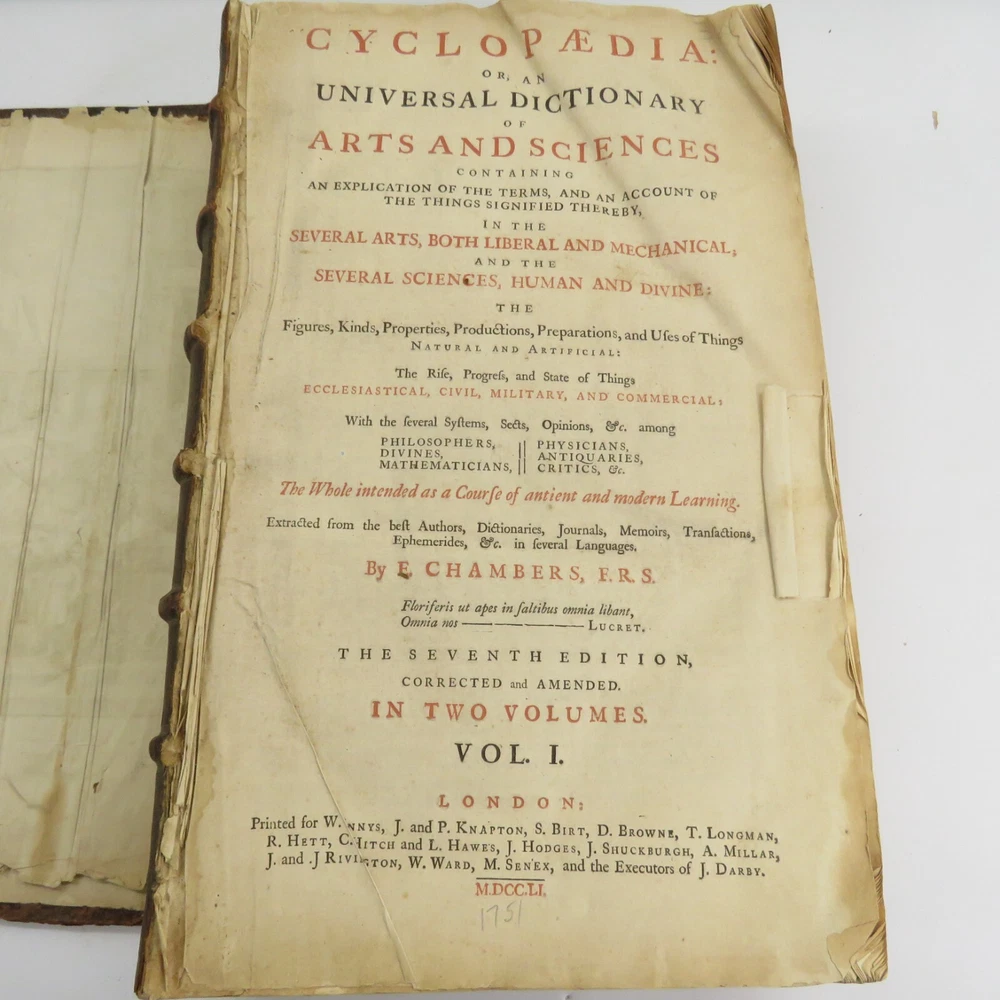 CYCLOPÆDIA:
OR, AN
UNIVERSAL DICTIONARY
OF
ARTS AND SCIENCES
CONTAINING
AN EXPLICATION OF THE TERMS, AND AN ACCOUNT OF
THE THINGS SIGNIFIED THEREBY,
IN THE
SEVERAL ARTS, BOTH LIBERAL AND MECHANICAL;
AND THE
SEVERAL SCIENCES, HUMAN AND DIVINE:
THE
Figures, Kinds, Properties, Productions, Preparations, and Uſes of Things
NATURAL AND ARTIFICIAL:
The Riſe, Progreſs, and State of Things
ECCLESIASTICAL, CIVIL, MILITARY, AND COMMERCIAL;
With the ſeveral Syſtems, Sects, Opinions, &c. among
PHILOSOPHERS, || PHYSICIANS,
DIVINES, || ANTIQUARIES,
MATHEMATICIANS, || CRITICS, &c.
The Whole intended as a Courſe of antient and modern Learning.
Extracted from the beſt Authors, Dictionaries, Journals, Memoirs, Tranſactions,
Ephemerides, &c. in ſeveral Languages.
By E. CHAMBERS, F.R.S.
Floriferis ut apes in ſaltibus omnia libant,
Omnia nos ——— LUCRET.
THE SEVENTH EDITION,
CORRECTED and AMENDED.
IN TWO VOLUMES.
VOL. I.
LONDON:
Printed for W. J. and P. KNAPTON, S. BIRT, D. BROWNE, T. LONGMAN,
R. HETT, C. HITCH and L. HAWES, J. HODGES, J. SHUCKBURGH, A. MILLAR,
J. and J RIVINGTON, W. WARD, M. SENEX, and the Executors of J. DARBY.
M.DCC.LI.
1751